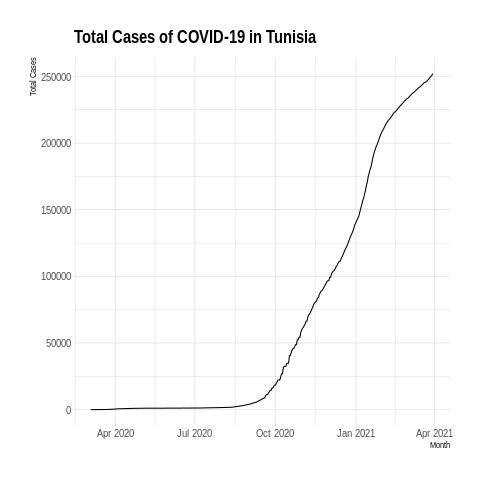 Total Cases of COVID-19 in Tunisia
Total Cases
250000
200000
150000
100000
50000
0
Apr 2020 Jul 2020 Oct 2020 Jan 2021 Apr 2021
Month